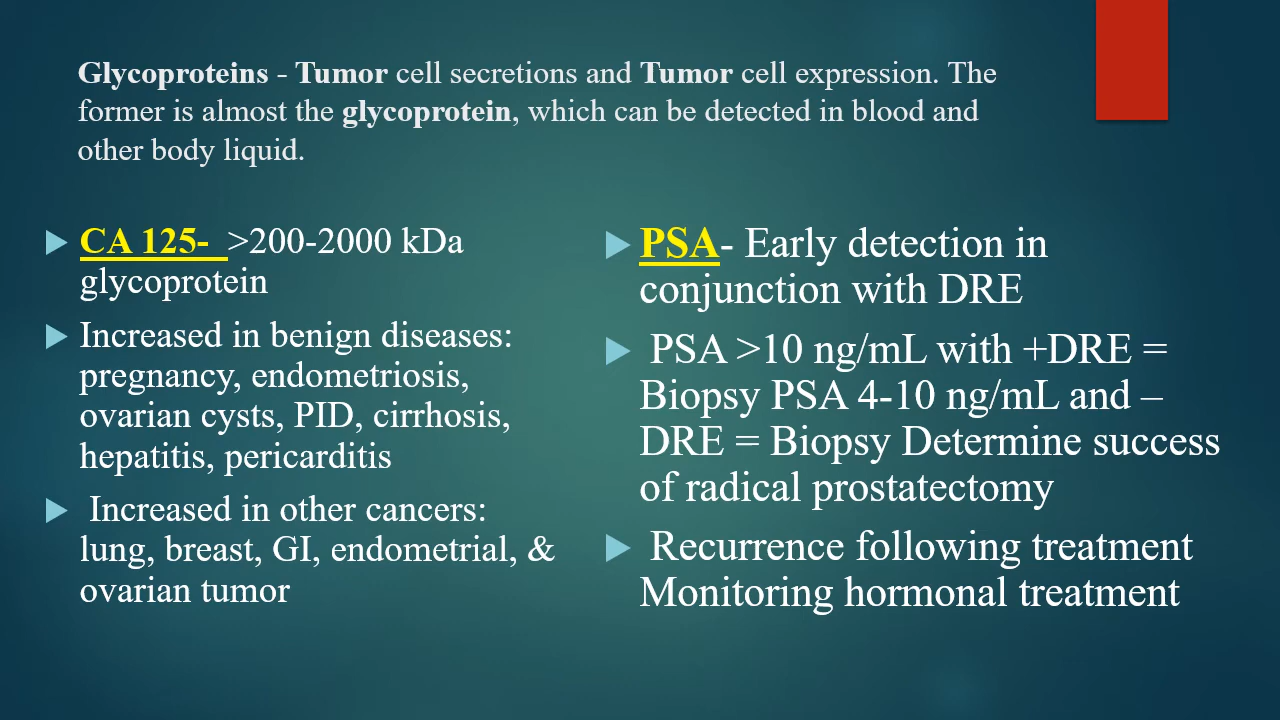 Glycoproteins - Tumor cell secretions and Tumor cell expression. The
former is almost the glycoprotein, which can be detected in blood and
other body liquid.
CA 125- >200-2000 kDa
glycoprotein
Increased in benign diseases:
pregnancy, endometriosis,
ovarian cysts, PID, cirrhosis,
hepatitis, pericarditis
Increased in other cancers:
lung, breast, GI, endometrial, &
ovarian tumor
PSA- Early detection in
conjunction with DRE
PSA >10 ng/mL with +DRE =
Biopsy PSA 4-10 ng/mL and –
DRE = Biopsy Determine success
of radical prostatectomy
Recurrence following treatment
Monitoring hormonal treatment